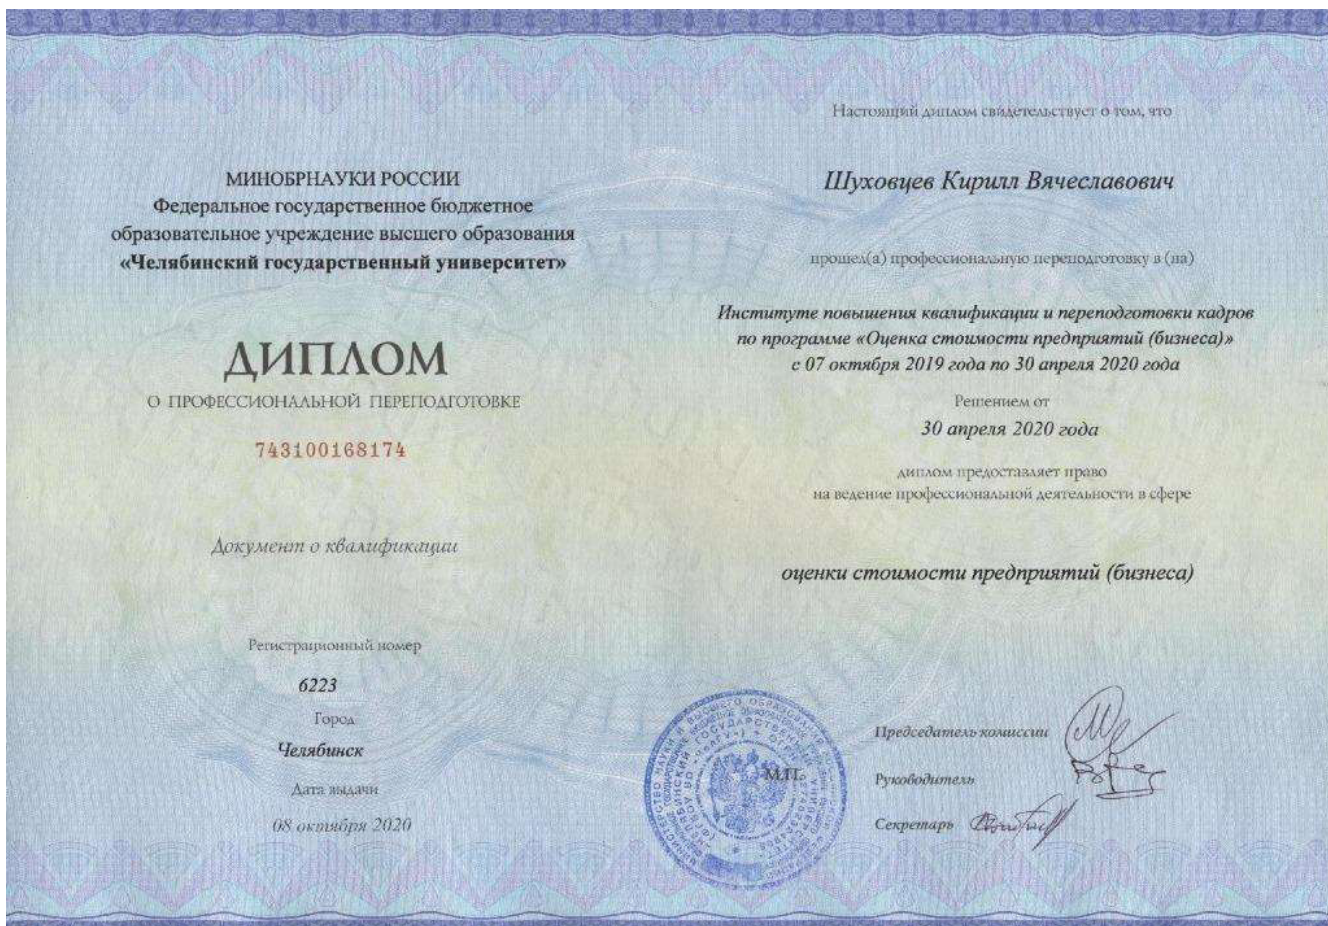 МИНОБРНАУКИ РОССИИ
Федеральное государственное бюджетное
образовательное учреждение высшего образования
«Челябинский государственный университет»
ДИПЛОМ
О ПРОФЕССИОНАЛЬНОЙ ПЕРЕПОДГОТОВКЕ
743100168174
Документ о квалификации
Регистрационный номер
6223
Город
Челябинск
Дата выдачи
08 октября 2020
Настоящий диплом свидетельствует о том, что
Шуховцев Кирилл Вячеславович
прошел(а) профессиональную переподготовку в (на)
Институте повышения квалификации и переподготовки кадров
по программе «Оценка стоимости предприятий (бизнеса)»
с 07 октября 2019 года по 30 апреля 2020 года
Решением от
30 апреля 2020 года
диплом предоставляет право
на ведение профессиональной деятельности в сфере
оценки стоимости предприятий (бизнеса)
Председатель комиссии
М.П.
Руководитель
Секретарь